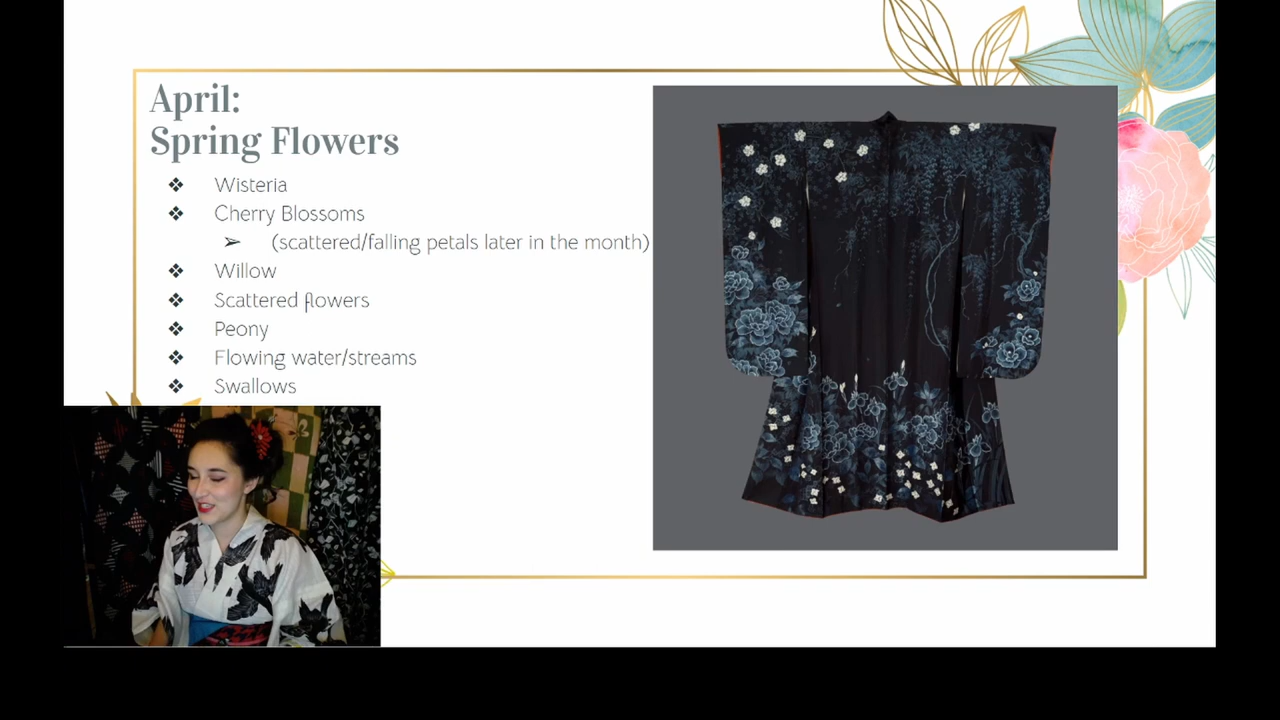 April:
Spring Flowers
❖ Wisteria
❖ Cherry Blossoms
➢ (scattered/falling petals later in the month)
❖ Willow
❖ Scattered flowers
❖ Peony
❖ Flowing water/streams
❖ Swallows